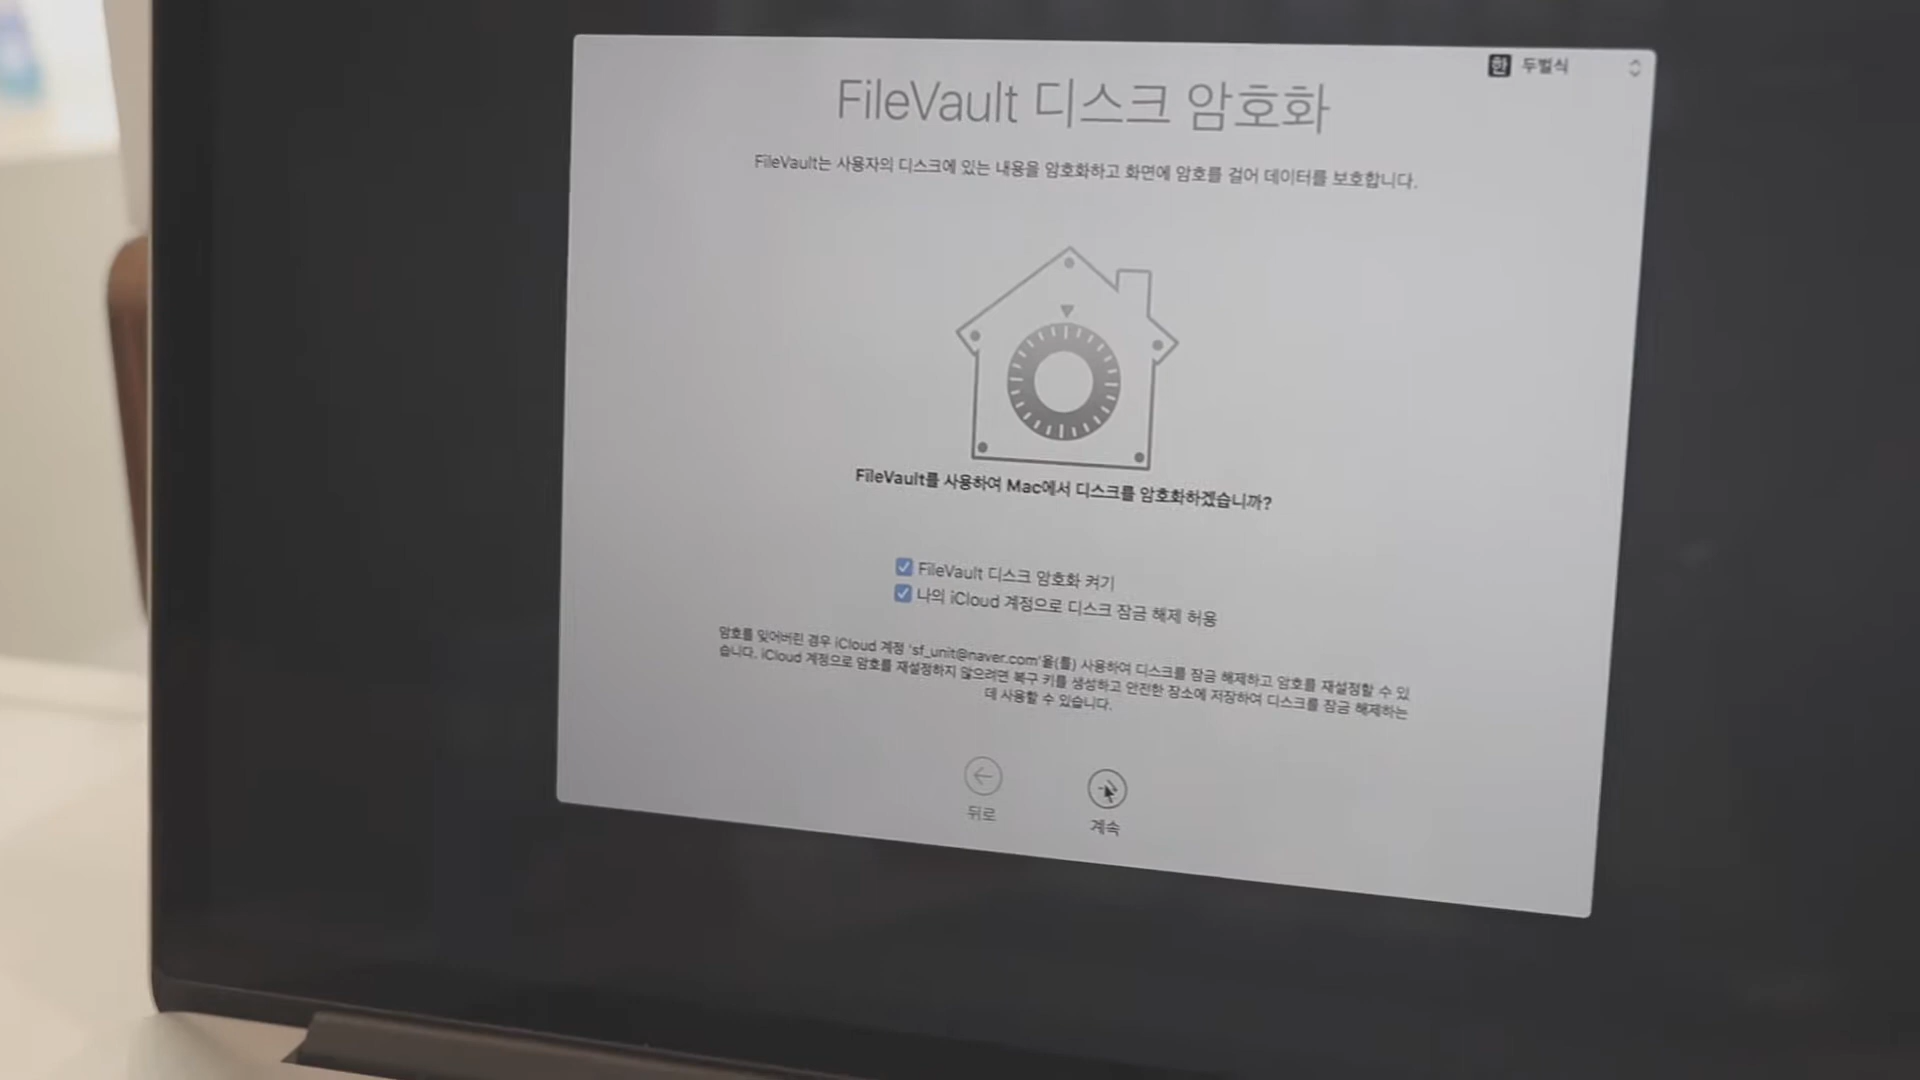 한 두벌식
FileVault 디스크 암호화
FileVault는 사용자의 디스크에 있는 내용을 암호화하고 화면에 암호를 걸어 데이터를 보호합니다.
FileVault를 사용하여 Mac에서 디스크를 암호화하겠습니까?
FileVault 디스크 암호화 켜기
나의 iCloud 계정으로 디스크 잠금 해제 허용
암호를 잊어버린 경우 iCloud 계정 'sf_unit@naver.com'을(를) 사용하여 디스크를 잠금 해제하고 암호를 재설정할 수 있
습니다. iCloud 계정으로 암호를 재설정하지 않으려면 복구 키를 생성하고 안전한 장소에 저장하여 디스크를 잠금 해제하는
데 사용할 수 있습니다.
뒤로
계속